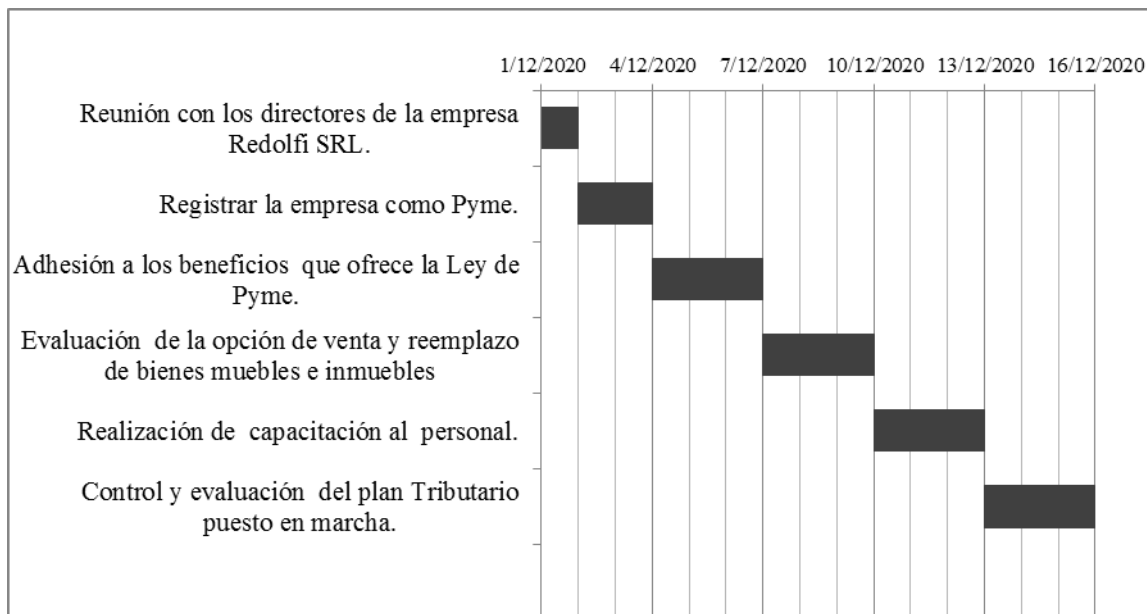 1/12/2020 4/12/2020 7/12/2020 10/12/2020 13/12/2020 16/12/2020
Reunión con los directores de la empresa
Redolfi SRL.
Registrar la empresa como Pyme.
Adhesión a los beneficios que ofrece la Ley de
Pyme.
Evaluación de la opción de venta y reemplazo
de bienes muebles e inmuebles
Realización de capacitación al personal.
Control y evaluación del plan Tributario
puesto en marcha.